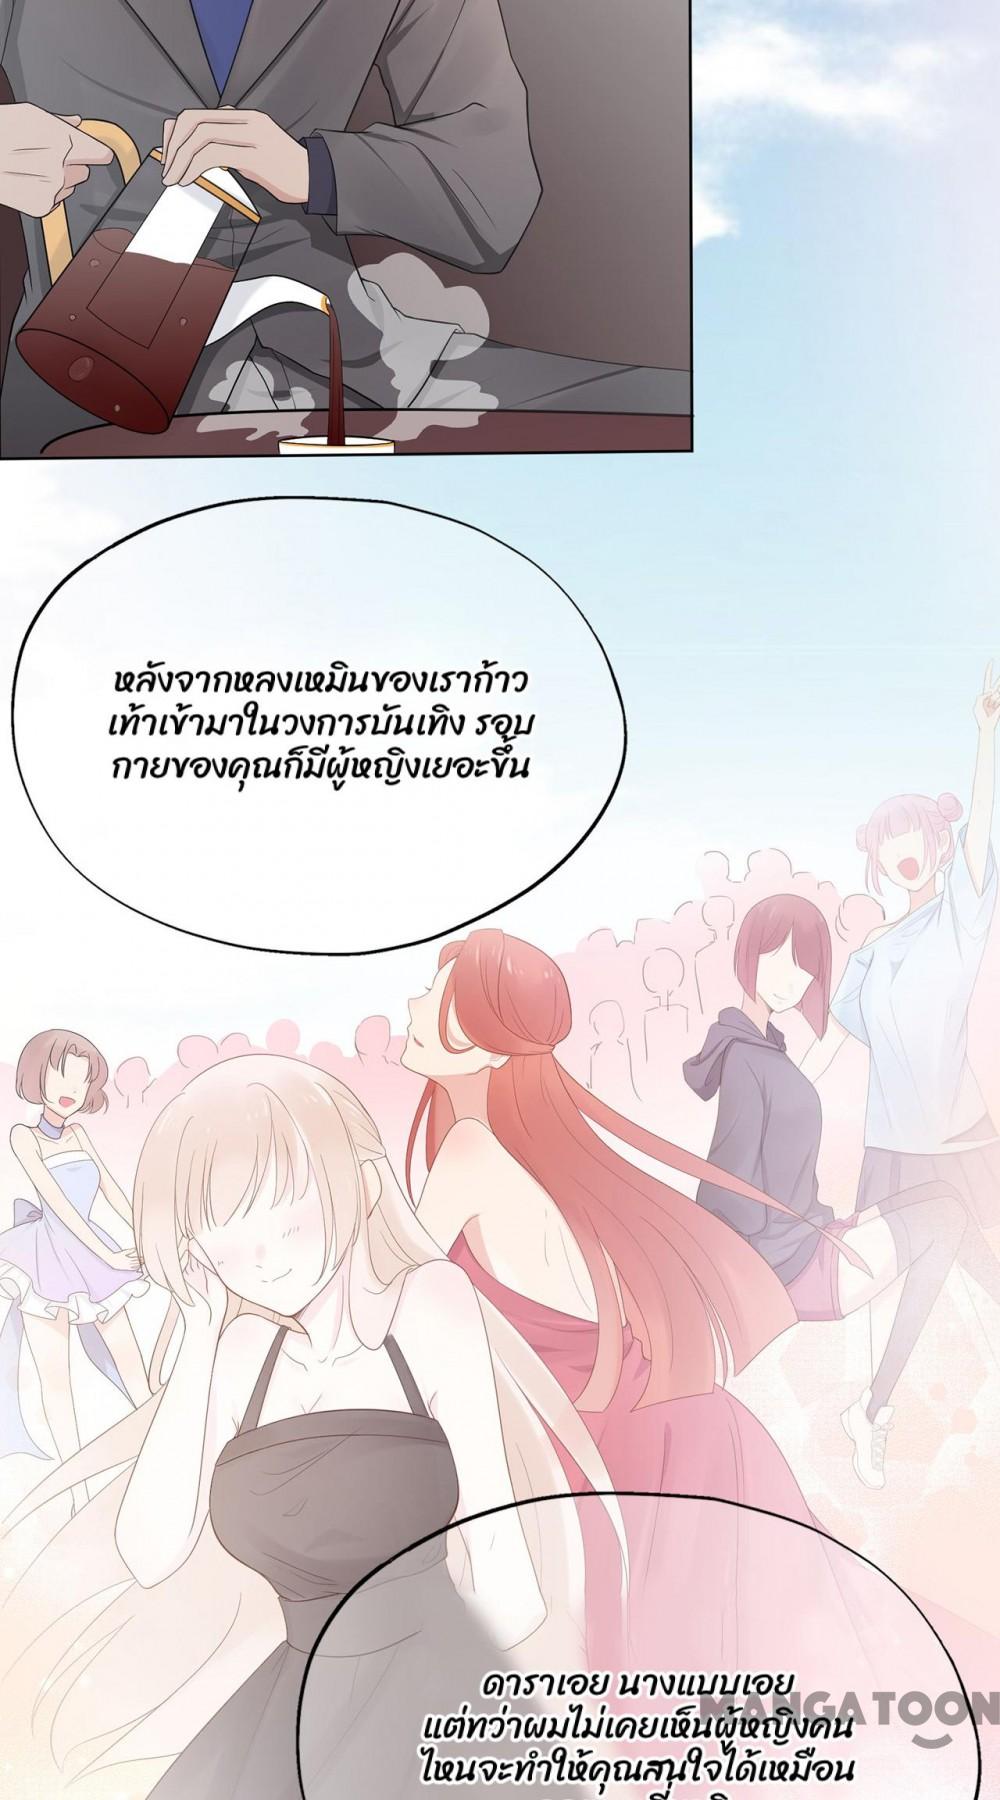 หลังจากหลงเหมินของเราก้าว
เท้าเข้ามาในวงการบันเทิง รอบ
กายของคุณก็มีผู้หญิงเยอะขึ้น
ดาราเอย นางแบบเอย
แต่ทว่าผมไม่เคยเห็นผู้หญิงคน
ไหนจะทำให้คุณสนใจได้เหมือน
MANGATOON